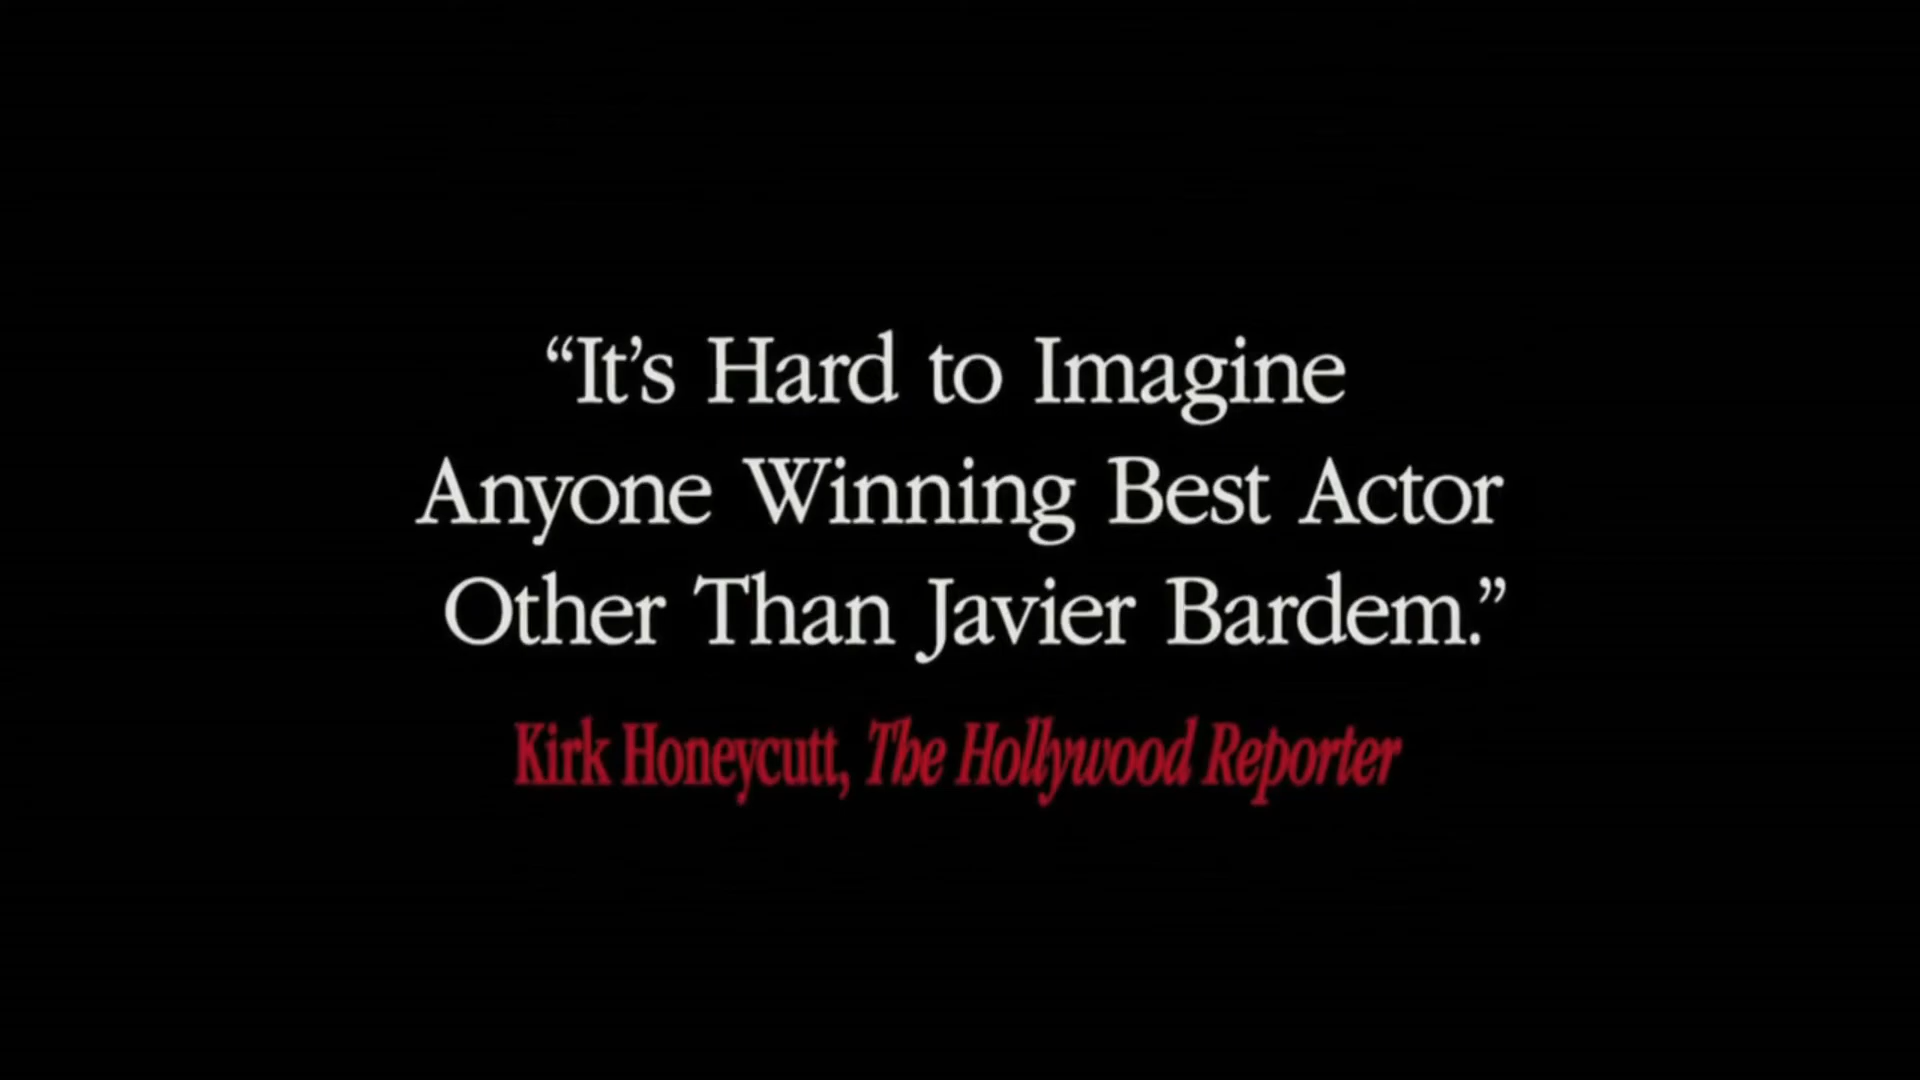 “It’s Hard to Imagine
Anyone Winning Best Actor
Other Than Javier Bardem.”
Kirk Honeycutt, The Hollywood Reporter